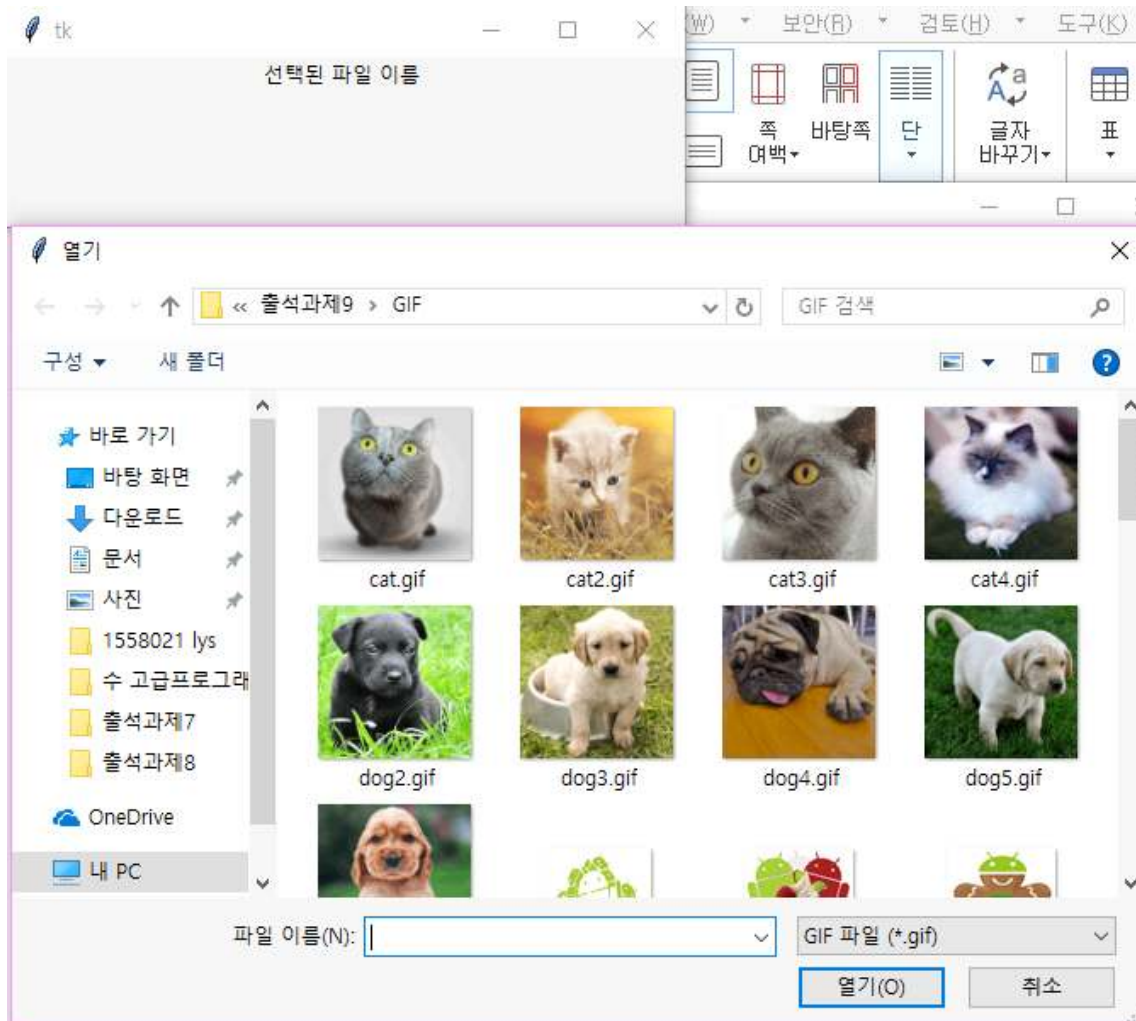 tk
선택된 파일 이름
(W) 보안(R) 검토(H) 도구(K)
쪽 여백 바탕쪽 단 글자 바꾸기 표
열기
« 출석과제9 › GIF
GIF 검색
구성 새 폴더
바로 가기
바탕 화면
다운로드
문서
사진
1558021 lys
수 고급프로그래
출석과제7
출석과제8
OneDrive
내 PC
cat.gif cat2.gif cat3.gif cat4.gif
dog2.gif dog3.gif dog4.gif dog5.gif
파일 이름(N):
GIF 파일 (*.gif)
열기(O) 취소